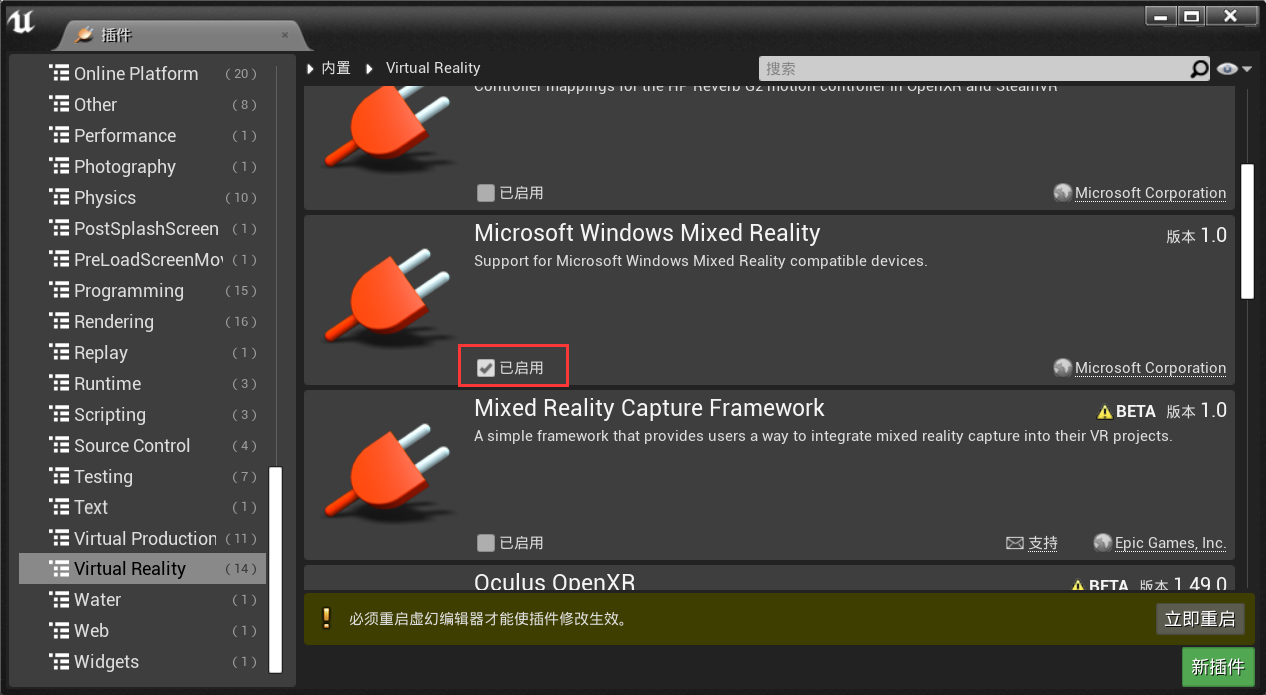 插件
Online Platform (20)
Other (8)
Performance (1)
Photography (1)
Physics (10)
PostSplashScreen (1)
PreLoadScreenMov (1)
Programming (15)
Rendering (16)
Replay (1)
Runtime (3)
Scripting (3)
Source Control (4)
Testing (7)
Text (1)
Virtual Production (11)
Virtual Reality (14)
Water (1)
Web (1)
Widgets (1)
内置 Virtual Reality
搜索
Controller mappings for the HP Reverb G2 motion controller in OpenXR and SteamVR
已启用 Microsoft Corporation
Microsoft Windows Mixed Reality 版本 1.0
Support for Microsoft Windows Mixed Reality compatible devices.
已启用 Microsoft Corporation
Mixed Reality Capture Framework BETA 版本 1.0
A simple framework that provides users a way to integrate mixed reality capture into their VR projects.
已启用 支持 Epic Games, Inc.
Oculus OpenXR BETA 版本 1.49.0
必须重启虚幻编辑器才能使插件修改生效。 立即重启
新插件